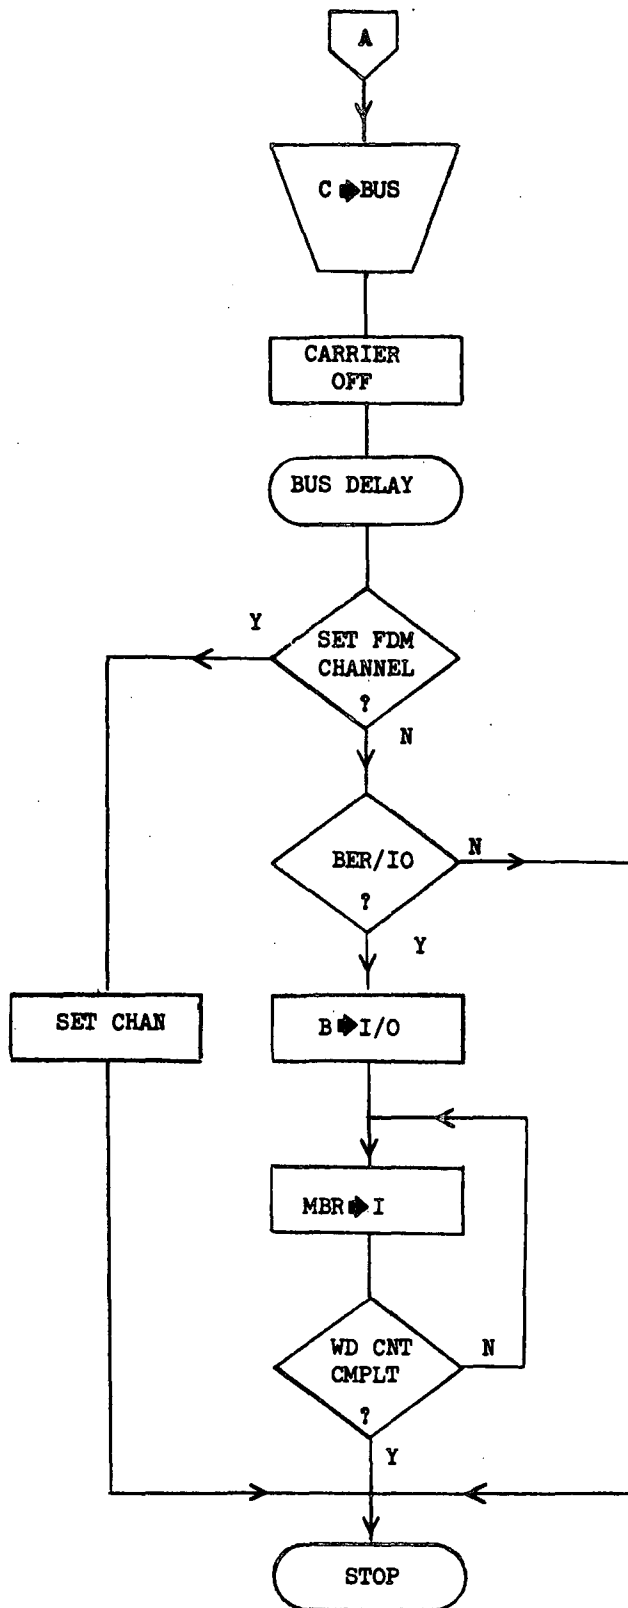 A
C ➧ BUS
CARRIER
OFF
BUS DELAY
Y
SET FDM
CHANNEL
?
N
BER/IO
?
N
Y
SET CHAN
B ➧ I/O
MBR ➧ I
WD CNT
CMPLT
?
N
Y
STOP